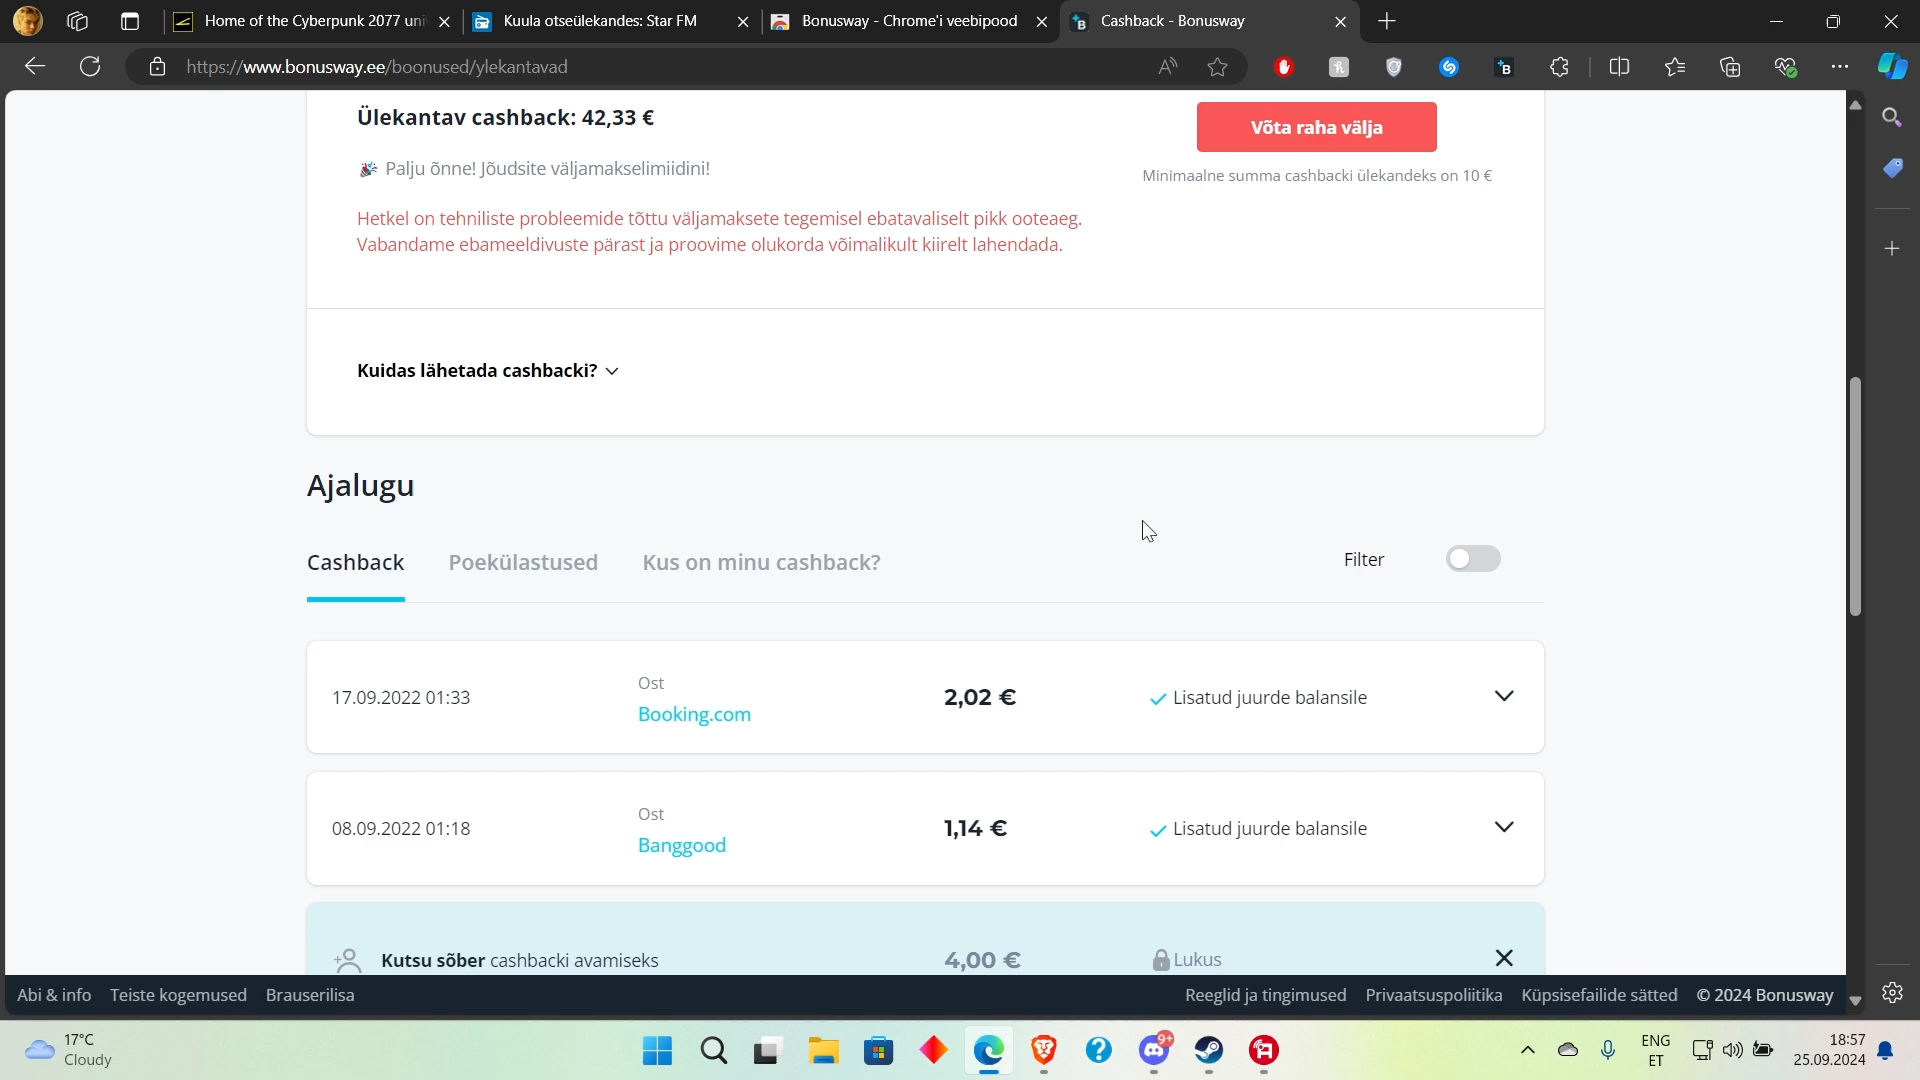 Home of the Cyberpunk 2077 uni
Kuula otseülekandes: Star FM
Bonusway - Chrome'i veebipood
Cashback - Bonusway
https://www.bonusway.ee/boonused/ylekantavad
Ülekantav cashback: 42,33 €
Võta raha välja
🎉 Palju õnne! Jõudsite väljamakselimiidini!
Minimaalne summa cashbacki ülekandeks on 10 €
Hetkel on tehniliste probleemide tõttu väljamaksete tegemisel ebatavaliselt pikk ooteaeg.
Vabandame ebameeldivuste pärast ja proovime olukorda võimalikult kiirelt lahendada.
Kuidas lähetada cashbacki?
Ajalugu
Cashback Poekülastused Kus on minu cashback? Filter
Ost
17.09.2022 01:33 2,02 € Lisatud juurde balansile
Booking.com
Ost
08.09.2022 01:18 1,14 € Lisatud juurde balansile
Banggood
Kutsu sõber cashbacki avamiseks 4,00 € Lukus
Abi & info Teiste kogemused Brauserilisa Reeglid ja tingimused Privaatsuspoliitika Küpsisefailide sätted © 2024 Bonusway
17°C
Cloudy
9+
ENG
ET
18:57
25.09.2024